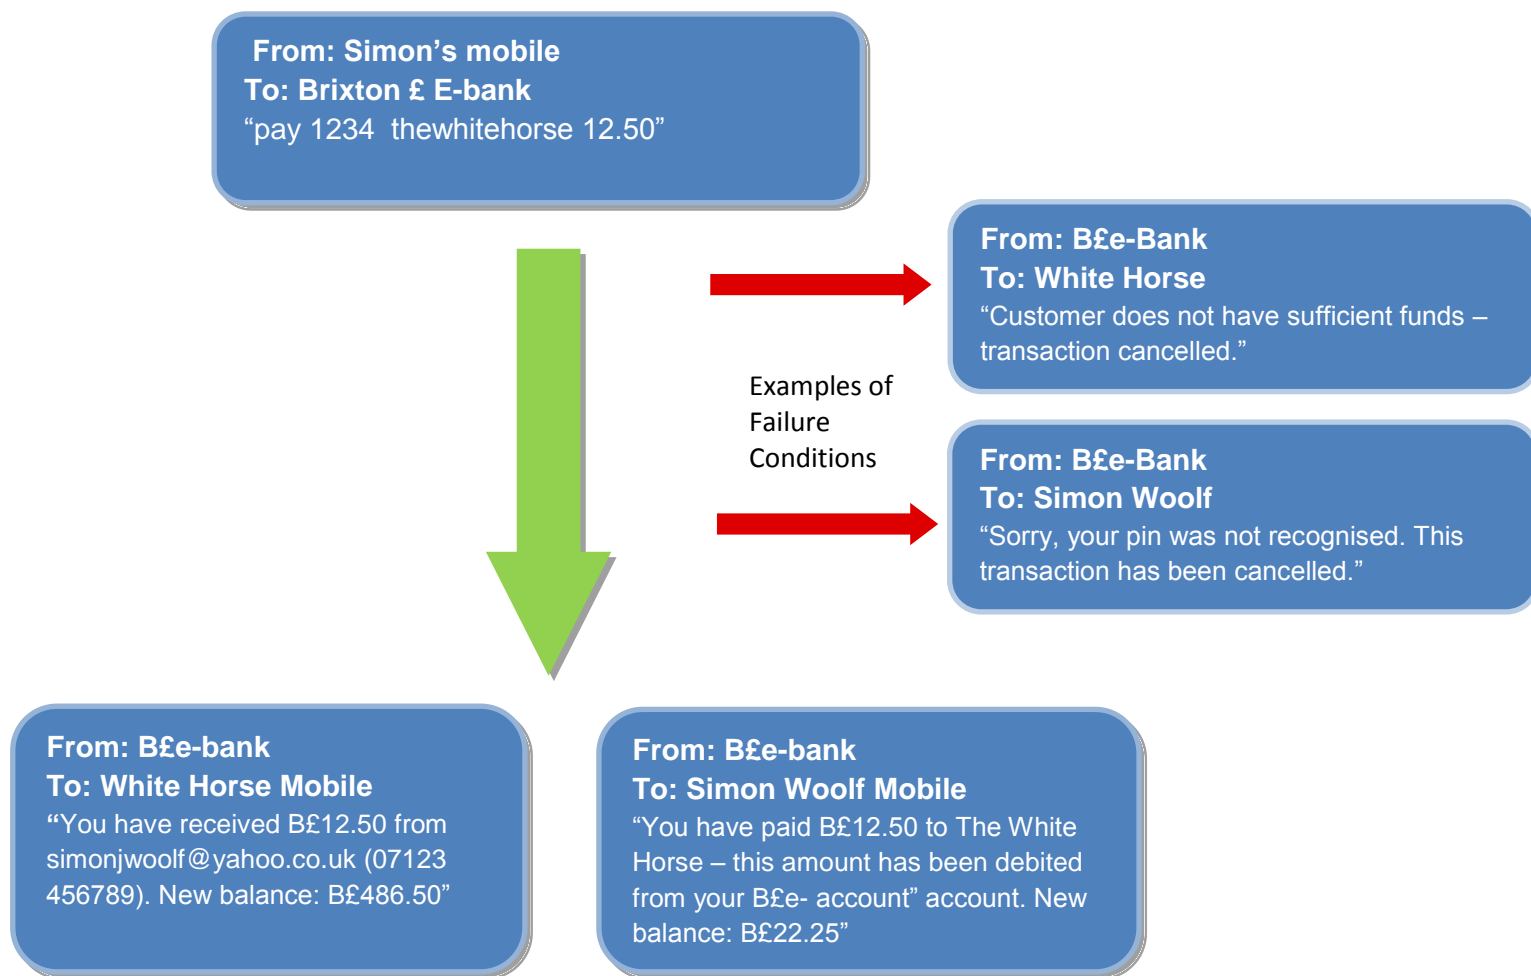 From: Simon’s mobile
To: Brixton £ E-bank
“pay 1234  thewhitehorse 12.50”
From: B£e-Bank
To: White Horse
“Customer does not have sufficient funds –
transaction cancelled.”
Examples of
Failure
Conditions
From: B£e-Bank
To: Simon Woolf
“Sorry, your pin was not recognised. This
transaction has been cancelled.”
From: B£e-bank
To: White Horse Mobile
“You have received B£12.50 from
simonjwoolf@yahoo.co.uk (07123
456789). New balance: B£486.50”
From: B£e-bank
To: Simon Woolf Mobile
“You have paid B£12.50 to The White
Horse – this amount has been debited
from your B£e- account” account. New
balance: B£22.25”